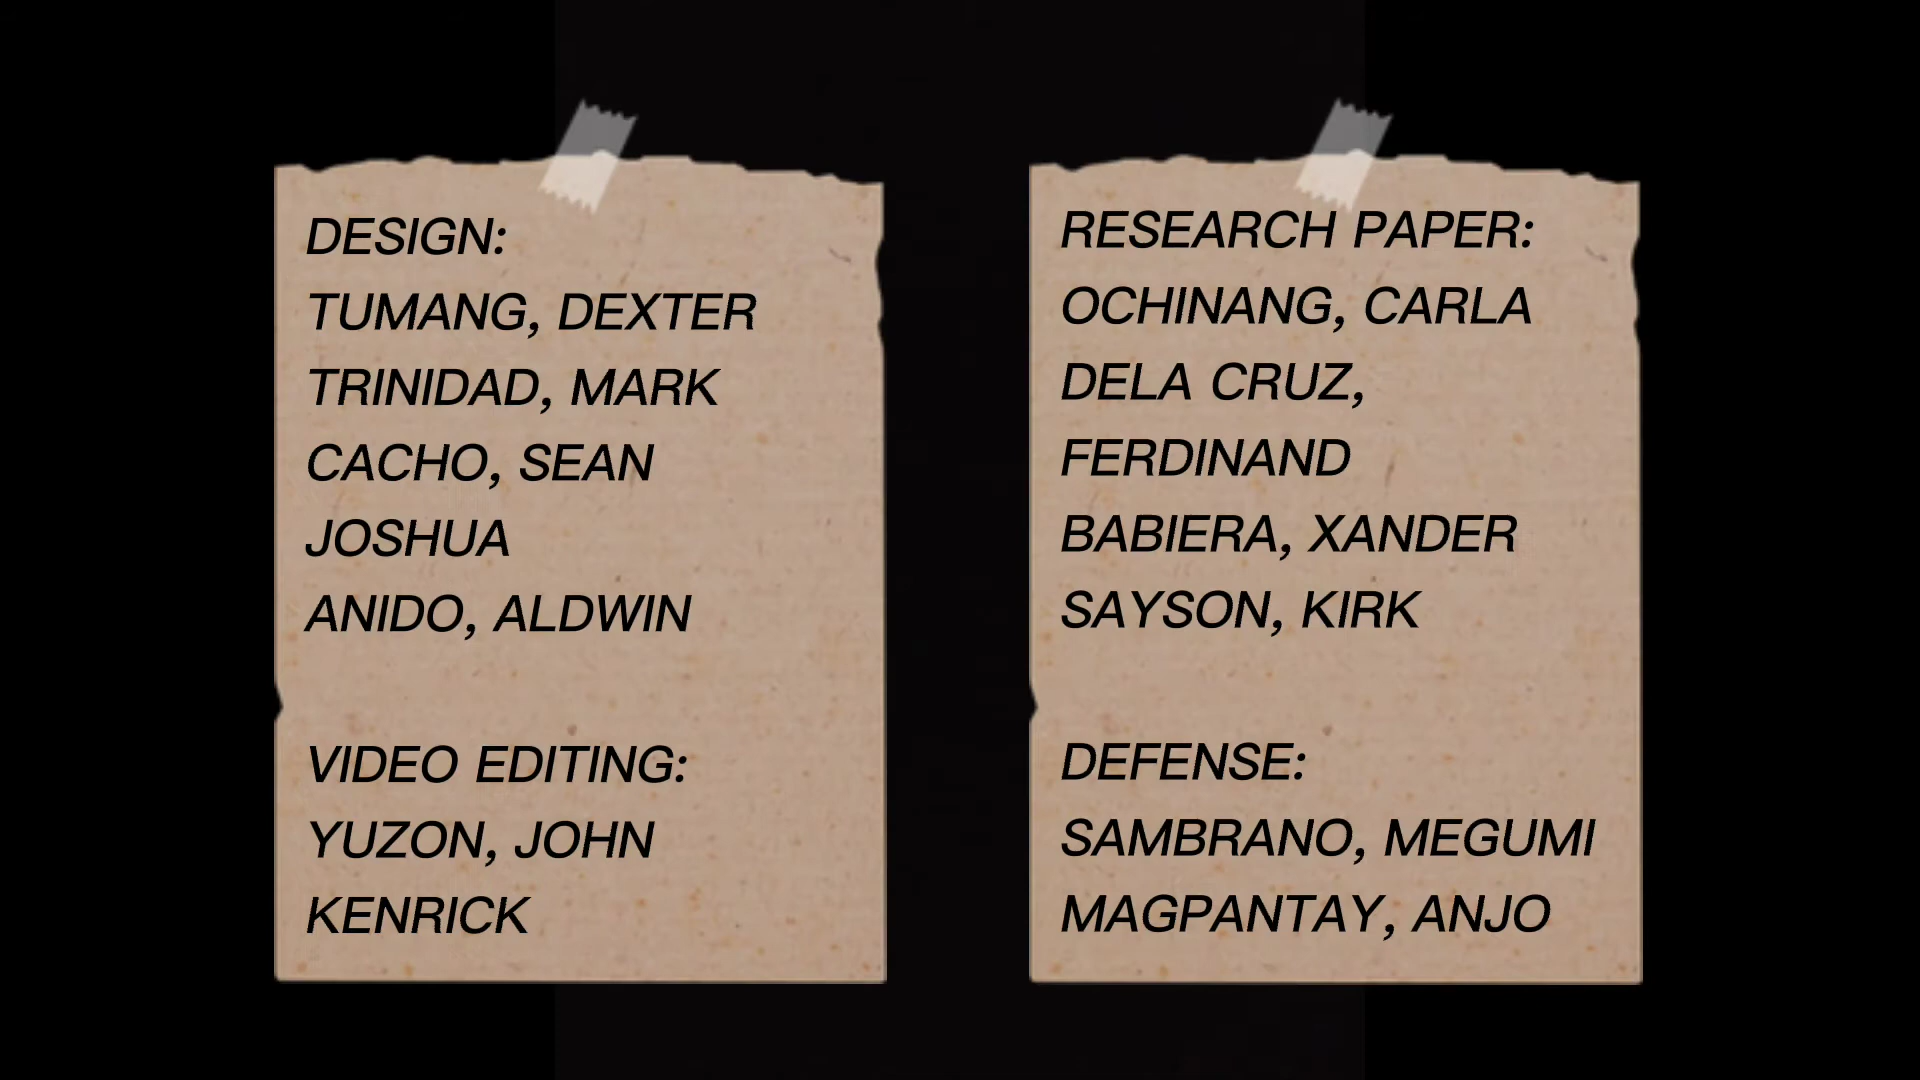 DESIGN:
TUMANG, DEXTER
TRINIDAD, MARK
CACHO, SEAN
JOSHUA
ANIDO, ALDWIN
VIDEO EDITING:
YUZON, JOHN
KENRICK
RESEARCH PAPER:
OCHINANG, CARLA
DELA CRUZ,
FERDINAND
BABIERA, XANDER
SAYSON, KIRK
DEFENSE:
SAMBRANO, MEGUMI
MAGPANTAY, ANJO